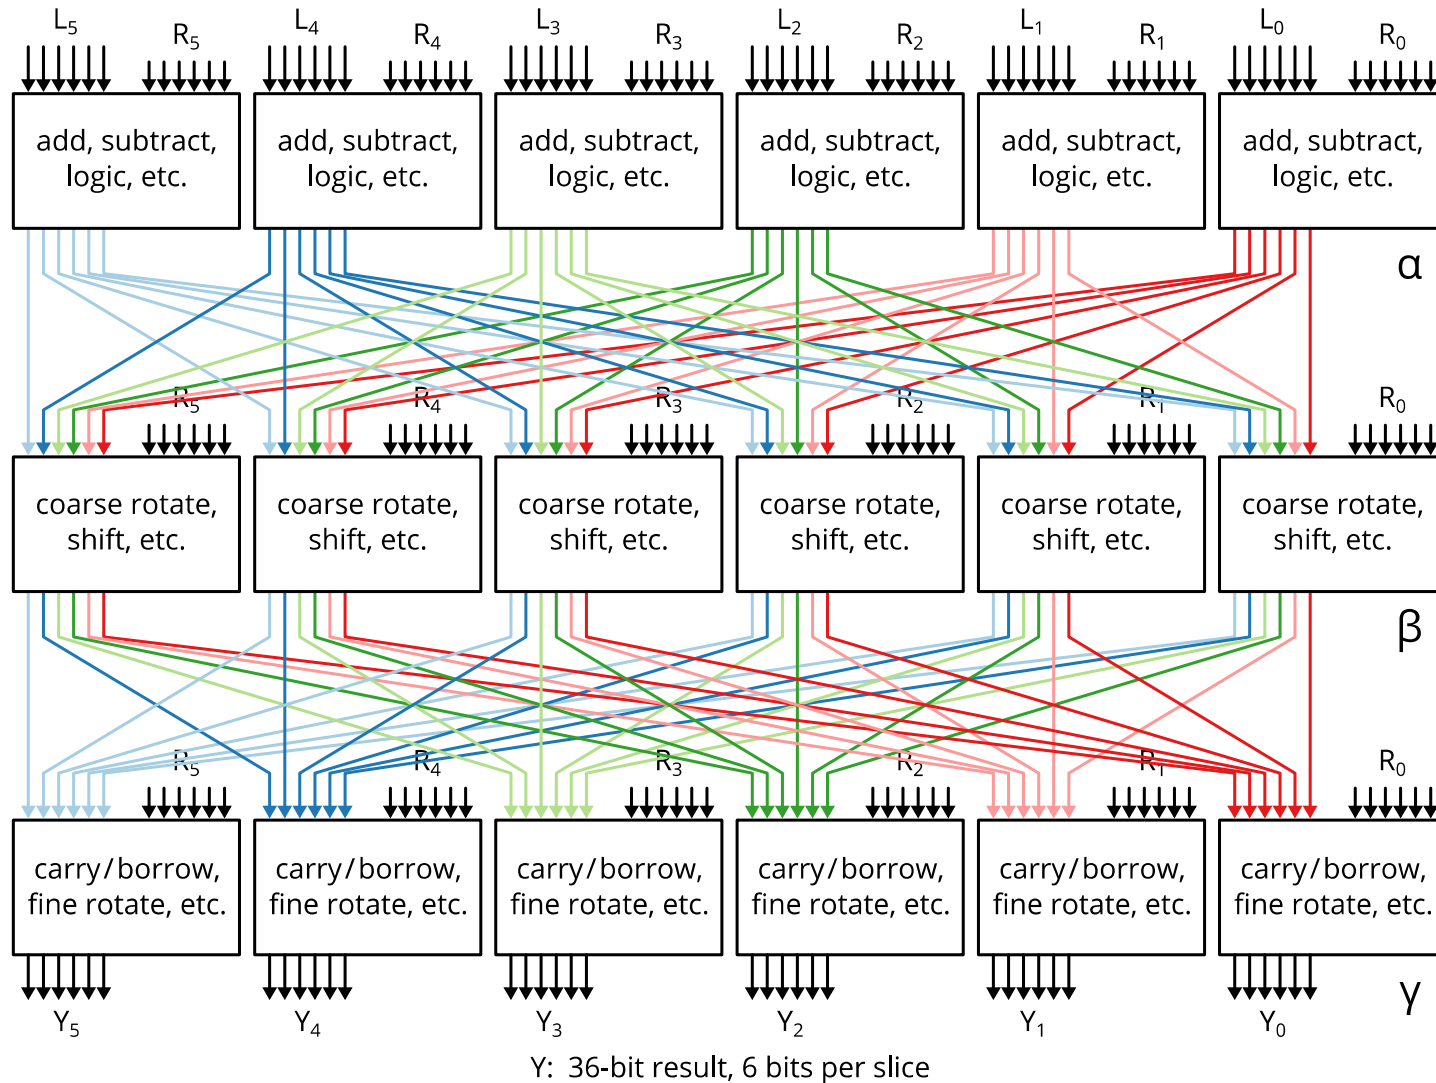 L₅ R₅ L₄ R₄ L₃ R₃ L₂ R₂ L₁ R₁ L₀ R₀
add, subtract, add, subtract, add, subtract, add, subtract, add, subtract, add, subtract,
logic, etc. logic, etc. logic, etc. logic, etc. logic, etc. logic, etc.
α
R₅ R₄ R₃ R₂ R₁ R₀
coarse rotate, coarse rotate, coarse rotate, coarse rotate, coarse rotate, coarse rotate,
shift, etc. shift, etc. shift, etc. shift, etc. shift, etc. shift, etc.
β
R₅ R₄ R₃ R₂ R₁ R₀
carry/borrow, carry/borrow, carry/borrow, carry/borrow, carry/borrow, carry/borrow,
fine rotate, etc. fine rotate, etc. fine rotate, etc. fine rotate, etc. fine rotate, etc. fine rotate, etc.
γ
Y₅ Y₄ Y₃ Y₂ Y₁ Y₀
Y: 36-bit result, 6 bits per slice